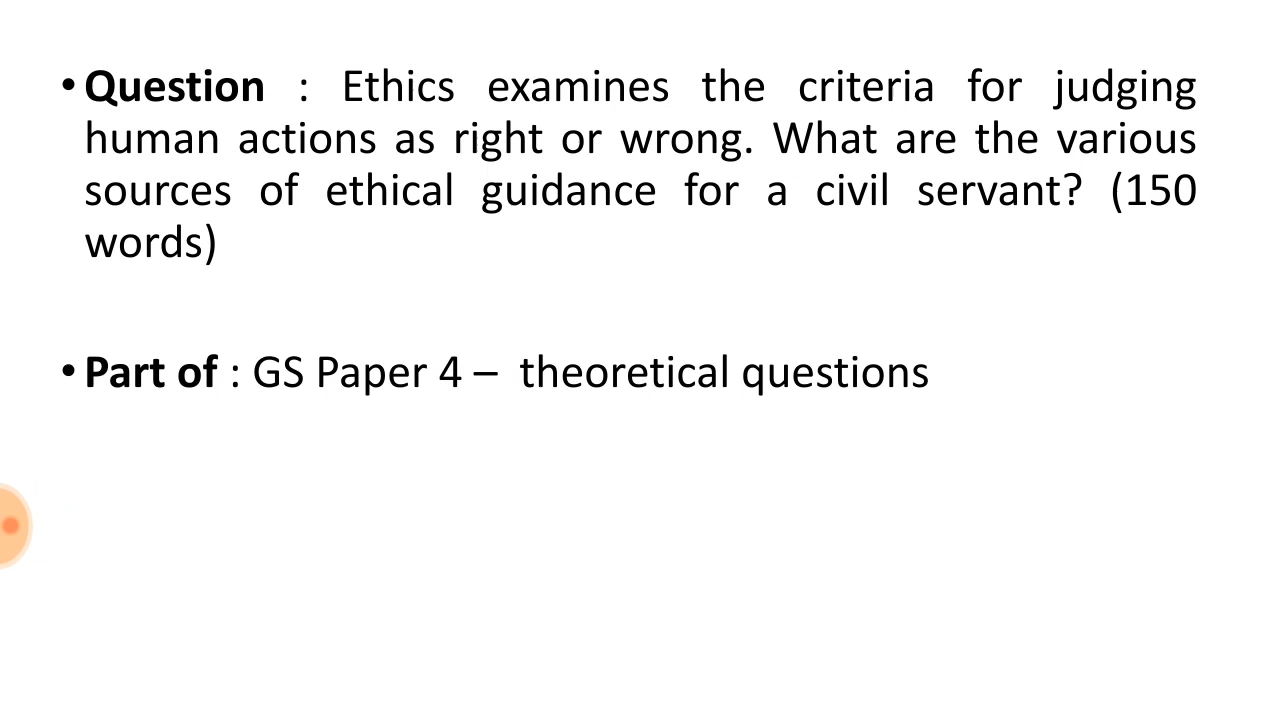 • Question : Ethics examines the criteria for judging
human actions as right or wrong. What are the various
sources of ethical guidance for a civil servant? (150
words)
• Part of : GS Paper 4 – theoretical questions